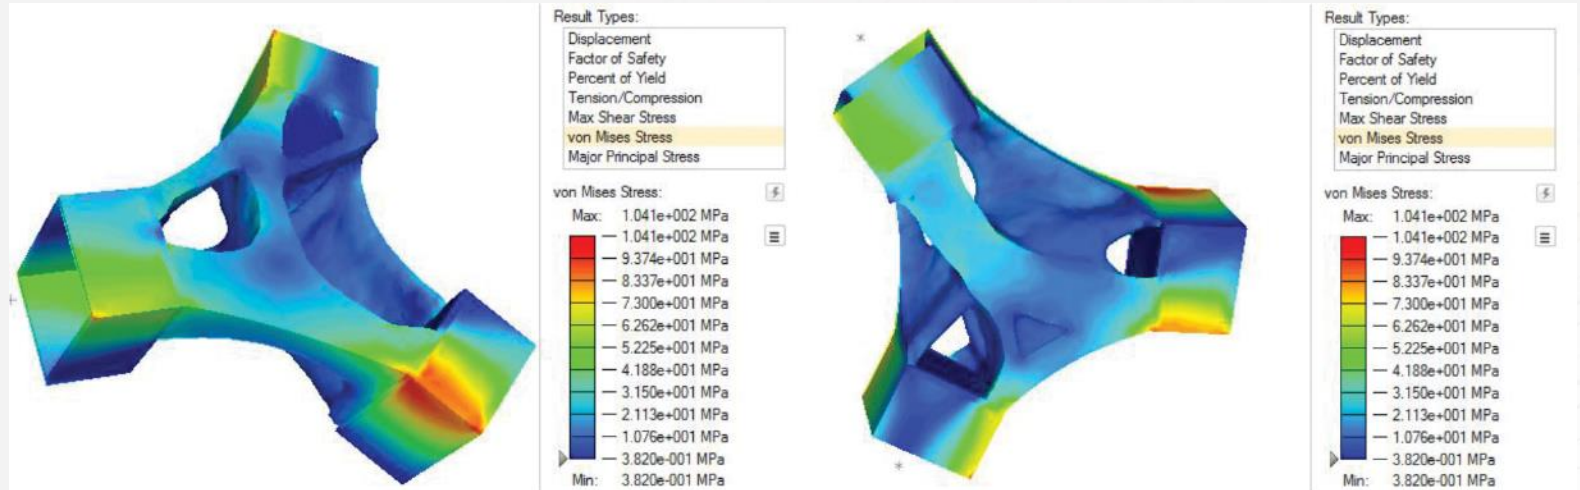 Result Types:
Displacement
Factor of Safety
Percent of Yield
Tension/Compression
Max Shear Stress
von Mises Stress
Major Principal Stress
von Mises Stress:
Max: 1.041e+002 MPa
1.041e+002 MPa
9.374e+001 MPa
8.337e+001 MPa
7.300e+001 MPa
6.262e+001 MPa
5.225e+001 MPa
4.188e+001 MPa
3.150e+001 MPa
2.113e+001 MPa
1.076e+001 MPa
3.820e-001 MPa
Min: 3.820e-001 MPa
Result Types:
Displacement
Factor of Safety
Percent of Yield
Tension/Compression
Max Shear Stress
von Mises Stress
Major Principal Stress
von Mises Stress:
Max: 1.041e+002 MPa
1.041e+002 MPa
9.374e+001 MPa
8.337e+001 MPa
7.300e+001 MPa
6.262e+001 MPa
5.225e+001 MPa
4.188e+001 MPa
3.150e+001 MPa
2.113e+001 MPa
1.076e+001 MPa
3.820e-001 MPa
Min: 3.820e-001 MPa